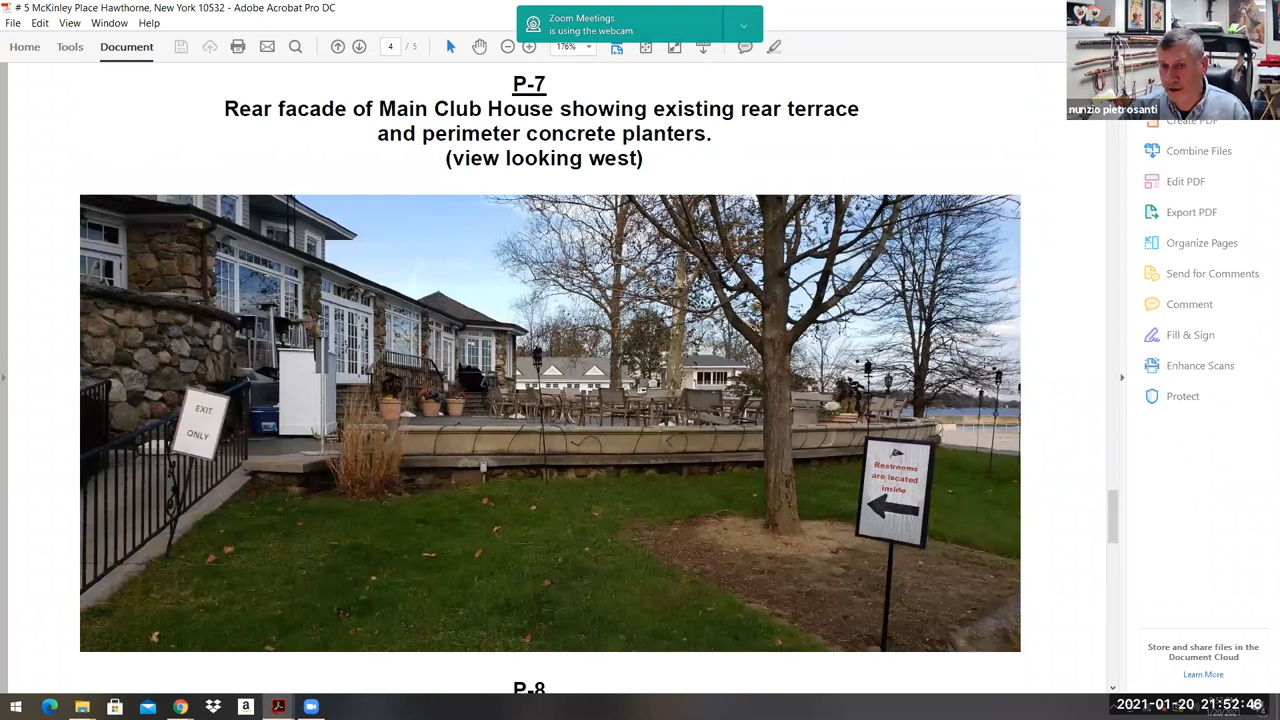 # 5 McKinley Place Hawthorne, New York 10532 - Adobe Acrobat Pro DC
File Edit View Window Help
Zoom Meetings
is using the webcam
Home Tools Document
4
176%
nunzio pietrosanti
P-7
Rear facade of Main Club House showing existing rear terrace
and perimeter concrete planters.
(view looking west)
Create PDF
Combine Files
Edit PDF
Export PDF
Organize Pages
Send for Comments
Comment
Fill & Sign
Enhance Scans
Protect
EXIT
ONLY
Restrooms
are located
inside
Store and share files in the
Document Cloud
Learn More
P-8
2021-01-20 21:52:46